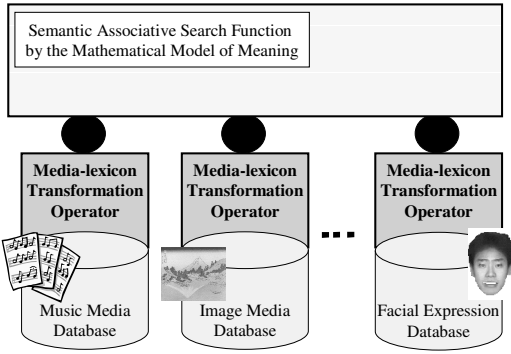 Semantic Associative Search Function
by the Mathematical Model of Meaning
Media-lexicon
Transformation
Operator
Media-lexicon
Transformation
Operator
Media-lexicon
Transformation
Operator
Music Media
Database
Image Media
Database
Facial Expression
Database